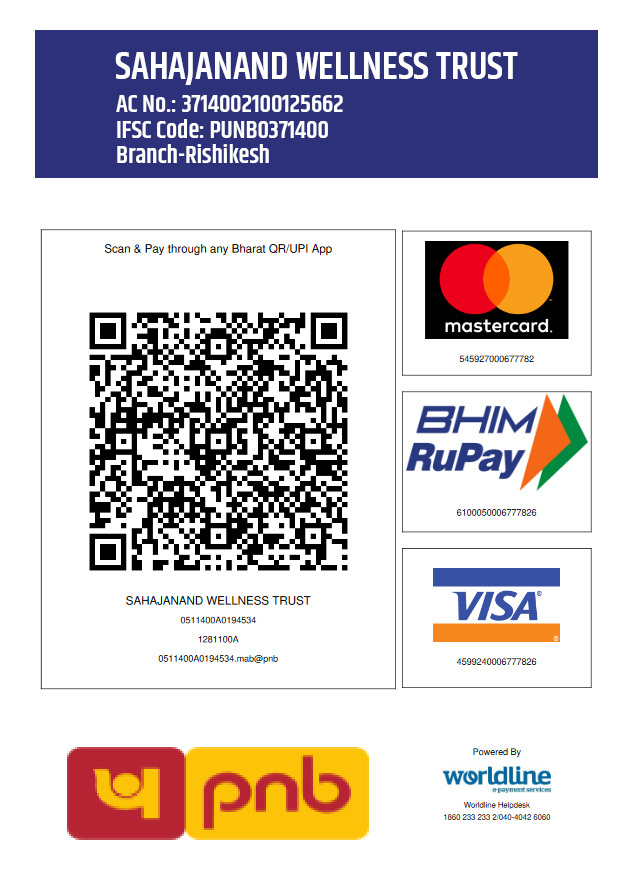 SAHAJANAND WELLNESS TRUST
AC No.: 3714002100125662
IFSC Code: PUNB0371400
Branch-Rishikesh
Scan & Pay through any Bharat QR/UPI App
SAHAJANAND WELLNESS TRUST
0511400A0194534
1281100A
0511400A0194534.mab@pnb
mastercard.
545927000677782
BHIM
RuPay
6100050006777826
VISA®
®
4599240006777826
प pnb
Powered By
worldline
e-payment services
Worldline Helpdesk
1860 233 233 2/040-4042 6060